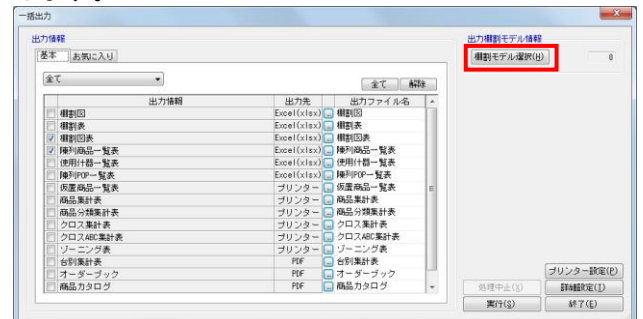 一括出力
出力情報
基本 お気に入り
全て
全て 解除
出力情報 出力先 出力ファイル名
棚割図 Excel(xlsx) 棚割図
棚割表 Excel(xlsx) 棚割表
棚割図表 Excel(xlsx) 棚割図表
陳列商品一覧表 Excel(xlsx) 陳列商品一覧表
使用什器一覧表 Excel(xlsx) 使用什器一覧表
陳列POP一覧表 Excel(xlsx) 陳列POP一覧表
仮置商品一覧表 プリンター 仮置商品一覧表
商品集計表 プリンター 商品集計表
商品分類集計表 プリンター 商品分類集計表
クロス集計表 プリンター クロス集計表
クロスABC集計表 プリンター クロスABC集計表
ゾーニング表 プリンター ゾーニング表
台別集計表 PDF 台別集計表
オーダーブック PDF オーダーブック
商品カタログ PDF 商品カタログ
出力棚割モデル情報
棚割モデル選択(H) 0
プリンター設定(P)
処理中止(X) 詳細設定(I)
実行(S) 終了(E)